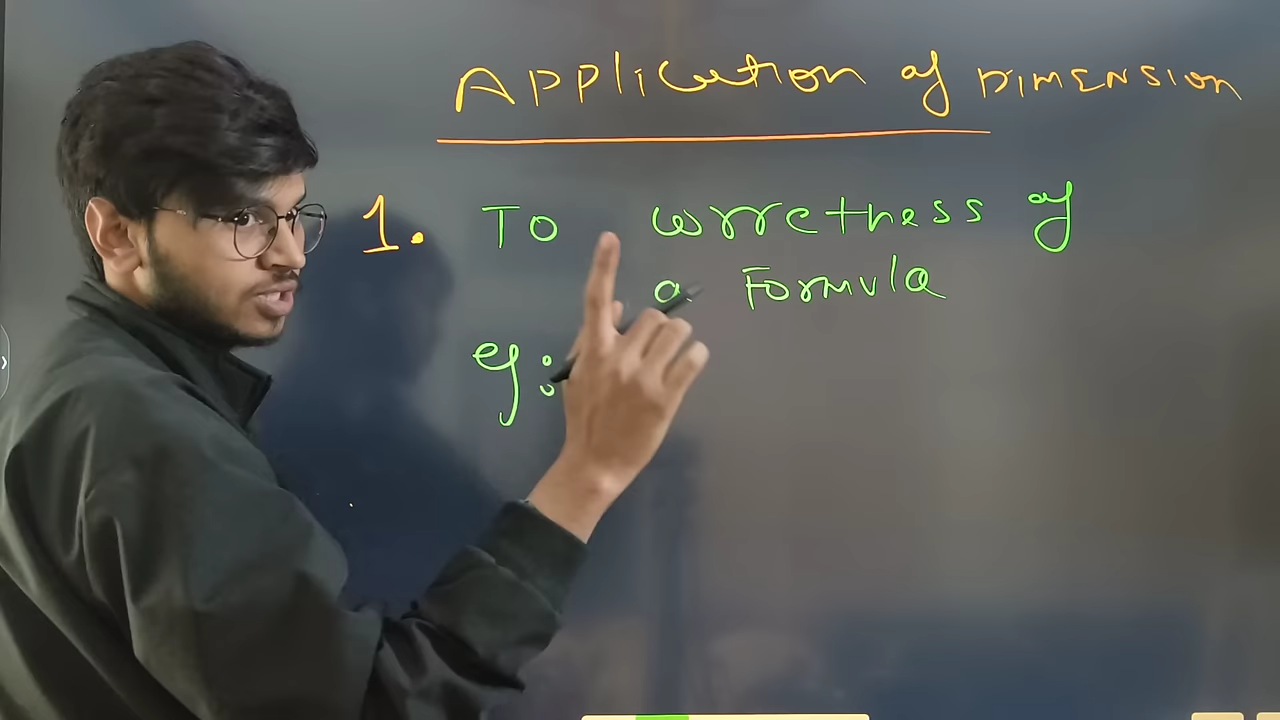 Application of DIMENSION
1. TO correctness of
a Formula
eg: